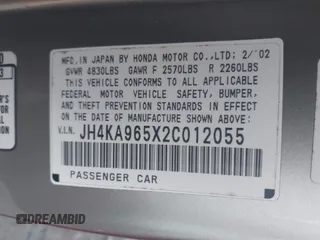 MFD. IN JAPAN BY HONDA MOTOR CO.,LTD; 2/'02
GVWR 4830LBS GAWR F 2570LBS R 2260LBS
THIS VEHICLE CONFORMS TO ALL APPLICABLE
FEDERAL MOTOR VEHICLE SAFETY, BUMPER,
AND THEFT PREVENTION STANDARDS IN EFFECT
ON THE DATE OF MANUFACTURE SHOWN ABOVE.
V.I.N. JH4KA965X2C012055
PASSENGER CAR
DREAMBID